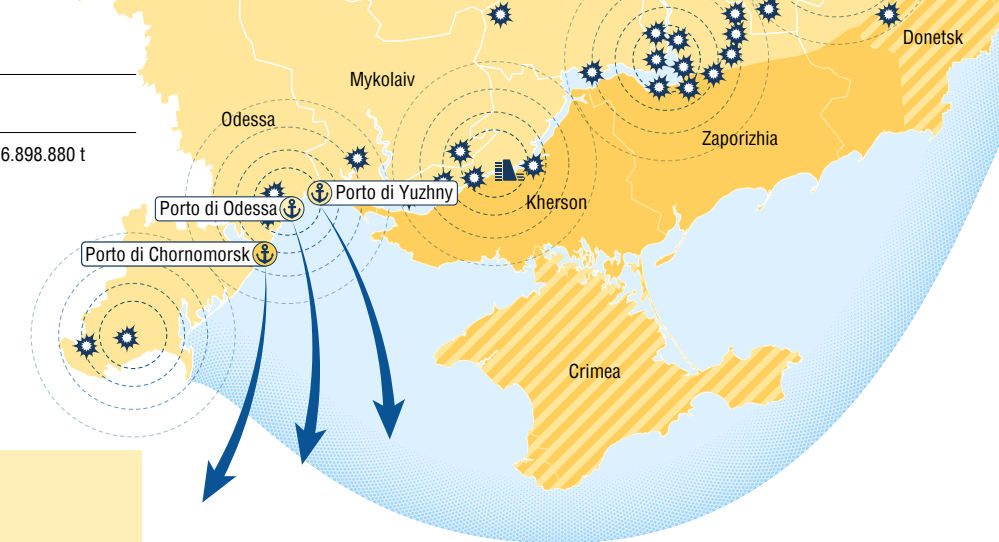 Donetsk
Mykolaiv
Odessa
Zaporizhia
6.898.880 t
Porto di Yuzhny
Kherson
Porto di Odessa
Porto di Chornomorsk
Crimea